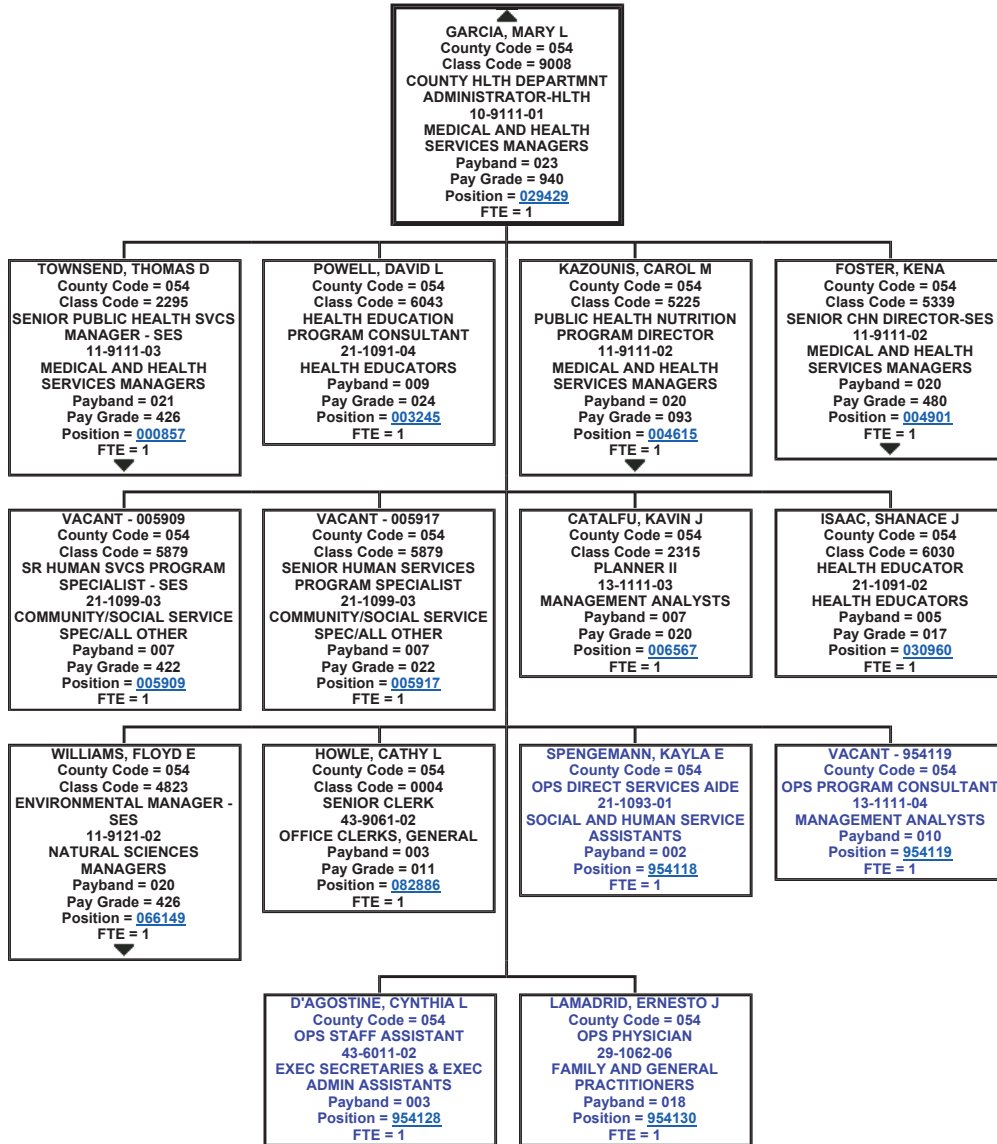 GARCIA, MARY L
County Code = 054
Class Code = 9008
COUNTY HLTH DEPARTMNT
ADMINISTRATOR-HLTH
10-9111-01
MEDICAL AND HEALTH
SERVICES MANAGERS
Payband = 023
Pay Grade = 940
Position = 029429
FTE = 1
TOWNSEND, THOMAS D
County Code = 054
Class Code = 2295
SENIOR PUBLIC HEALTH SVCS
MANAGER - SES
11-9111-03
MEDICAL AND HEALTH
SERVICES MANAGERS
Payband = 021
Pay Grade = 426
Position = 000857
FTE = 1
POWELL, DAVID L
County Code = 054
Class Code = 6043
HEALTH EDUCATION
PROGRAM CONSULTANT
21-1091-04
HEALTH EDUCATORS
Payband = 009
Pay Grade = 024
Position = 003245
FTE = 1
KAZOUNIS, CAROL M
County Code = 054
Class Code = 5225
PUBLIC HEALTH NUTRITION
PROGRAM DIRECTOR
11-9111-02
MEDICAL AND HEALTH
SERVICES MANAGERS
Payband = 020
Pay Grade = 093
Position = 004615
FTE = 1
FOSTER, KENA
County Code = 054
Class Code = 5339
SENIOR CHN DIRECTOR-SES
11-9111-02
MEDICAL AND HEALTH
SERVICES MANAGERS
Payband = 020
Pay Grade = 480
Position = 004901
FTE = 1
VACANT - 005909
County Code = 054
Class Code = 5879
SR HUMAN SVCS PROGRAM
SPECIALIST - SES
21-1099-03
COMMUNITY/SOCIAL SERVICE
SPEC/ALL OTHER
Payband = 007
Pay Grade = 422
Position = 005909
FTE = 1
VACANT - 005917
County Code = 054
Class Code = 5879
SENIOR HUMAN SERVICES
PROGRAM SPECIALIST
21-1099-03
COMMUNITY/SOCIAL SERVICE
SPEC/ALL OTHER
Payband = 007
Pay Grade = 022
Position = 005917
FTE = 1
CATALFU, KAVIN J
County Code = 054
Class Code = 2315
PLANNER II
13-1111-03
MANAGEMENT ANALYSTS
Payband = 007
Pay Grade = 020
Position = 006567
FTE = 1
ISAAC, SHANACE J
County Code = 054
Class Code = 6030
HEALTH EDUCATOR
21-1091-02
HEALTH EDUCATORS
Payband = 005
Pay Grade = 017
Position = 030960
FTE = 1
WILLIAMS, FLOYD E
County Code = 054
Class Code = 4823
ENVIRONMENTAL MANAGER -
SES
11-9121-02
NATURAL SCIENCES
MANAGERS
Payband = 020
Pay Grade = 426
Position = 066149
FTE = 1
HOWLE, CATHY L
County Code = 054
Class Code = 0004
SENIOR CLERK
43-9061-02
OFFICE CLERKS, GENERAL
Payband = 003
Pay Grade = 011
Position = 082886
FTE = 1
SPENGEMANN, KAYLA E
County Code = 054
OPS DIRECT SERVICES AIDE
21-1093-01
SOCIAL AND HUMAN SERVICE
ASSISTANTS
Payband = 002
Position = 954118
FTE = 1
VACANT - 954119
County Code = 054
OPS PROGRAM CONSULTANT
13-1111-04
MANAGEMENT ANALYSTS
Payband = 010
Position = 954119
FTE = 1
D'AGOSTINE, CYNTHIA L
County Code = 054
OPS STAFF ASSISTANT
43-6011-02
EXEC SECRETARIES & EXEC
ADMIN ASSISTANTS
Payband = 003
Position = 954128
FTE = 1
LAMADRID, ERNESTO J
County Code = 054
OPS PHYSICIAN
29-1062-06
FAMILY AND GENERAL
PRACTITIONERS
Payband = 018
Position = 954130
FTE = 1